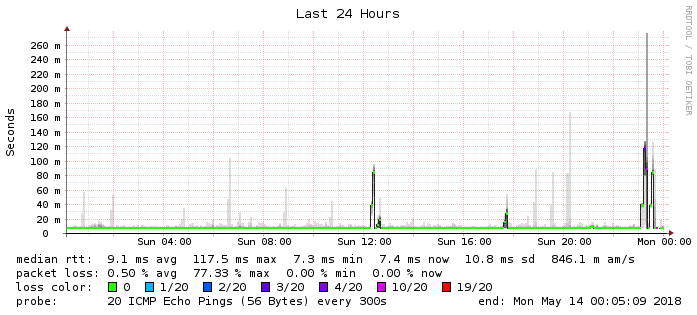 Last 24 Hours
RRDTOOL / TOBI OETIKER
Seconds
260 m
240 m
220 m
200 m
180 m
160 m
140 m
120 m
100 m
80 m
60 m
40 m
20 m
0
Sun 04:00 Sun 08:00 Sun 12:00 Sun 16:00 Sun 20:00 Mon 00:00
median rtt: 9.1 ms avg 117.5 ms max 7.3 ms min 7.4 ms now 10.8 ms sd 846.1 m am/s
packet loss: 0.50 % avg 77.33 % max 0.00 % min 0.00 % now
loss color: 0 1/20 2/20 3/20 4/20 10/20 19/20
probe: 20 ICMP Echo Pings (56 Bytes) every 300s end: Mon May 14 00:05:09 2018